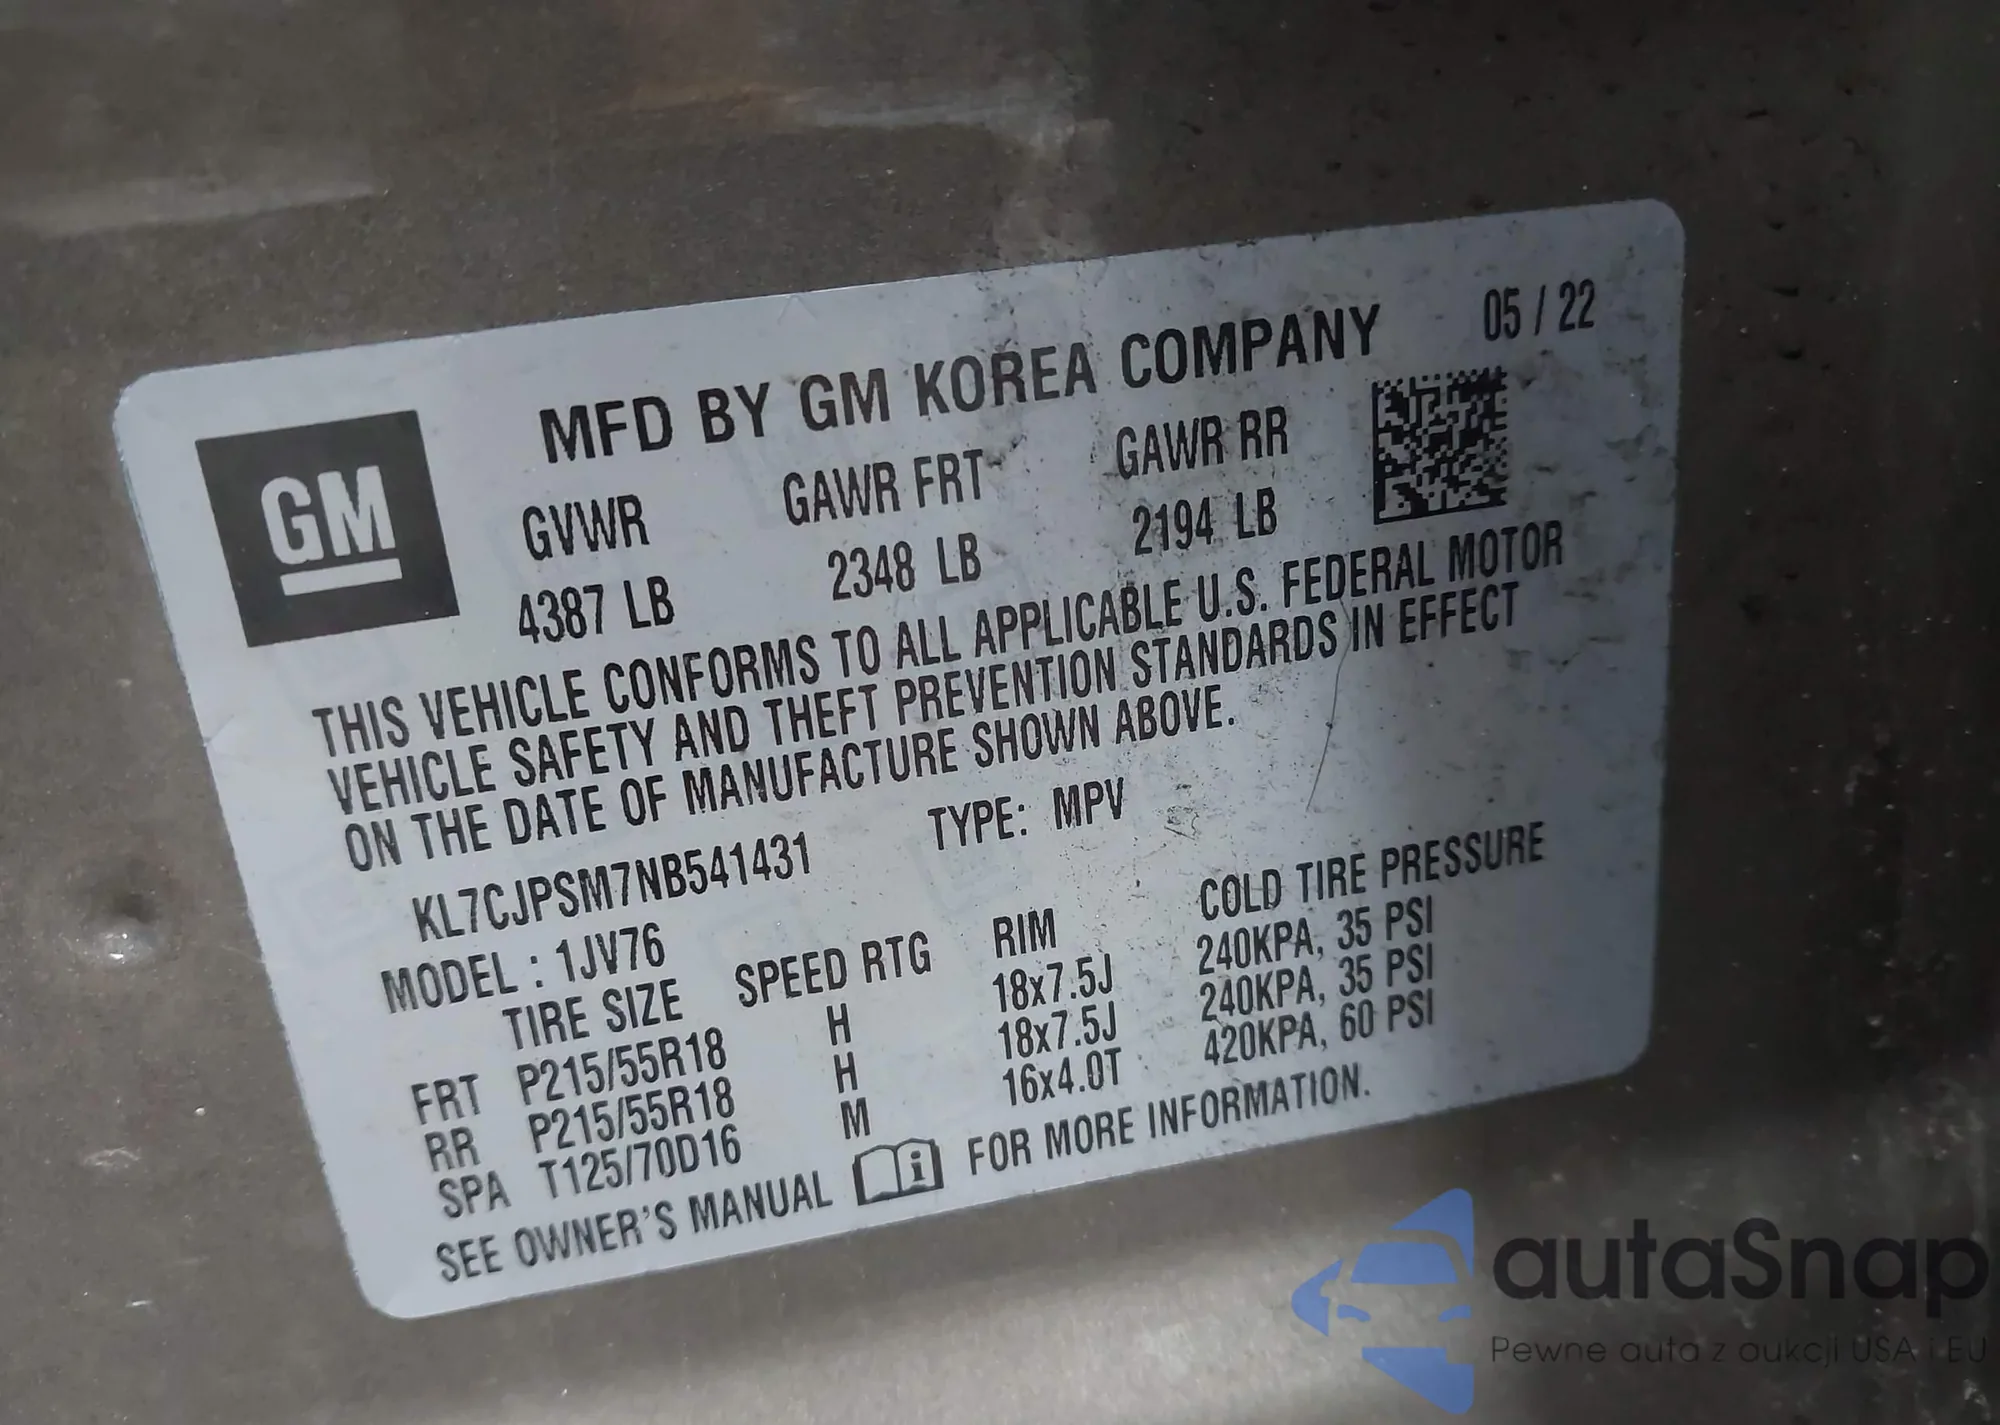 MFD BY GM KOREA COMPANY 05 / 22
GM
GVWR GAWR FRT GAWR RR
4387 LB 2348 LB 2194 LB
THIS VEHICLE CONFORMS TO ALL APPLICABLE U.S. FEDERAL MOTOR
VEHICLE SAFETY AND THEFT PREVENTION STANDARDS IN EFFECT
ON THE DATE OF MANUFACTURE SHOWN ABOVE.
KL7CJPSM7NB541431 TYPE: MPV
MODEL : 1JV76
TIRE SIZE SPEED RTG RIM COLD TIRE PRESSURE
FRT P215/55R18 H 18x7.5J 240KPA, 35 PSI
RR P215/55R18 H 18x7.5J 240KPA, 35 PSI
SPA T125/70D16 M 16x4.0T 420KPA, 60 PSI
SEE OWNER'S MANUAL FOR MORE INFORMATION.
autaSnap
Pewne auta z aukcji USA i EU